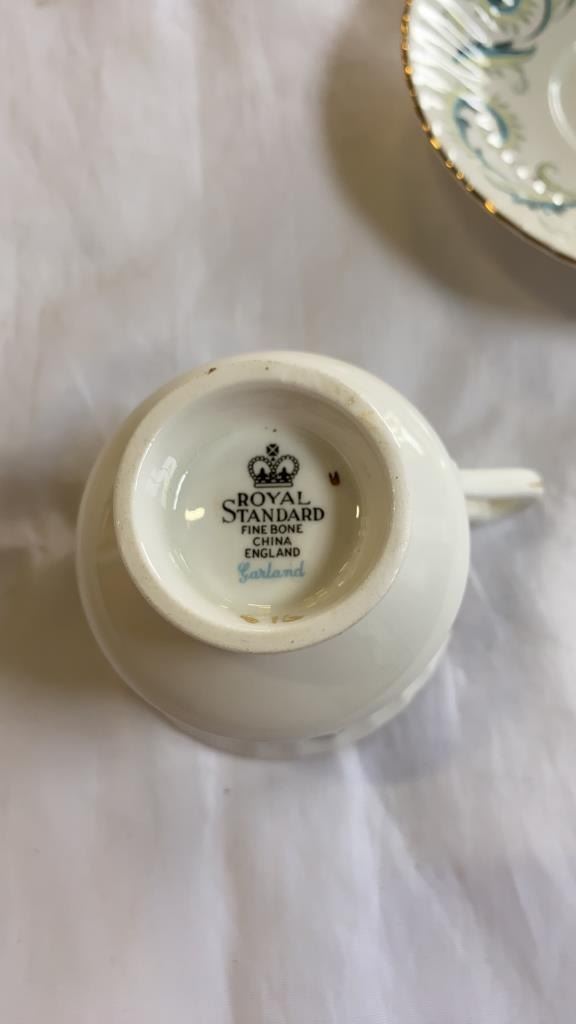 ROYAL
STANDARD
FINE BONE
CHINA
ENGLAND
Garland